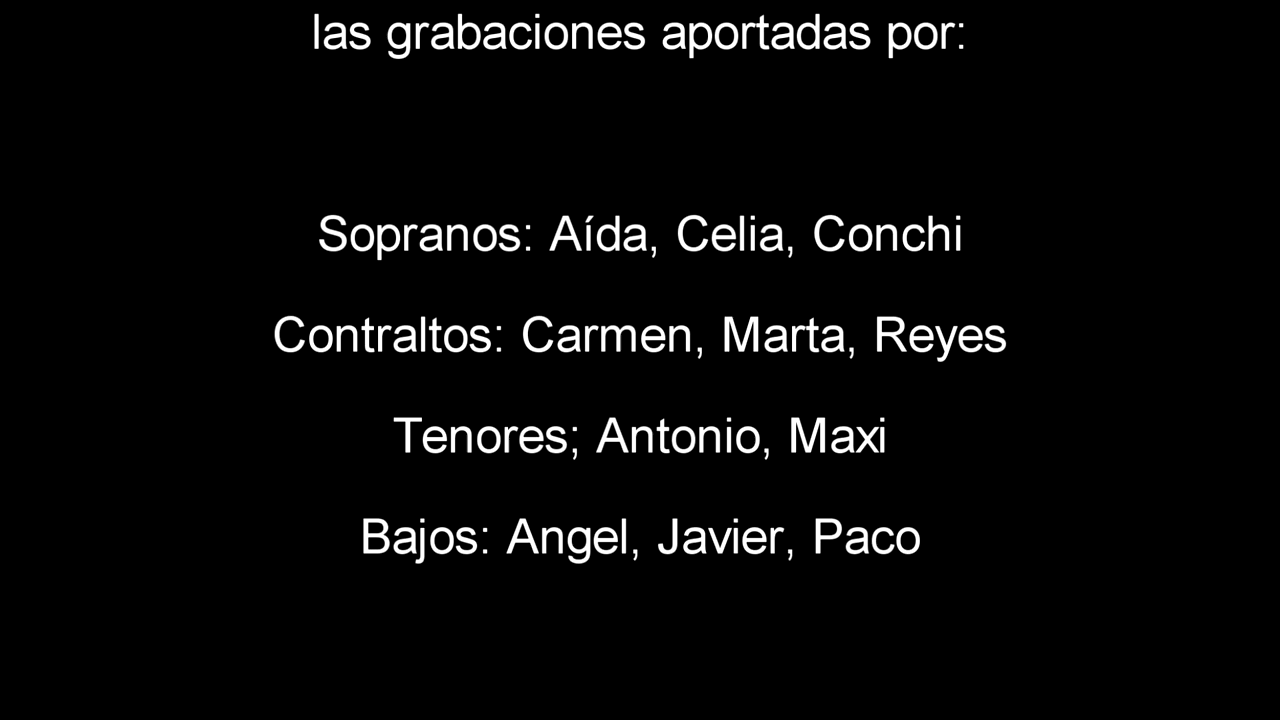 las grabaciones aportadas por:
Sopranos: Aída, Celia, Conchi
Contraltos: Carmen, Marta, Reyes
Tenores; Antonio, Maxi
Bajos: Angel, Javier, Paco